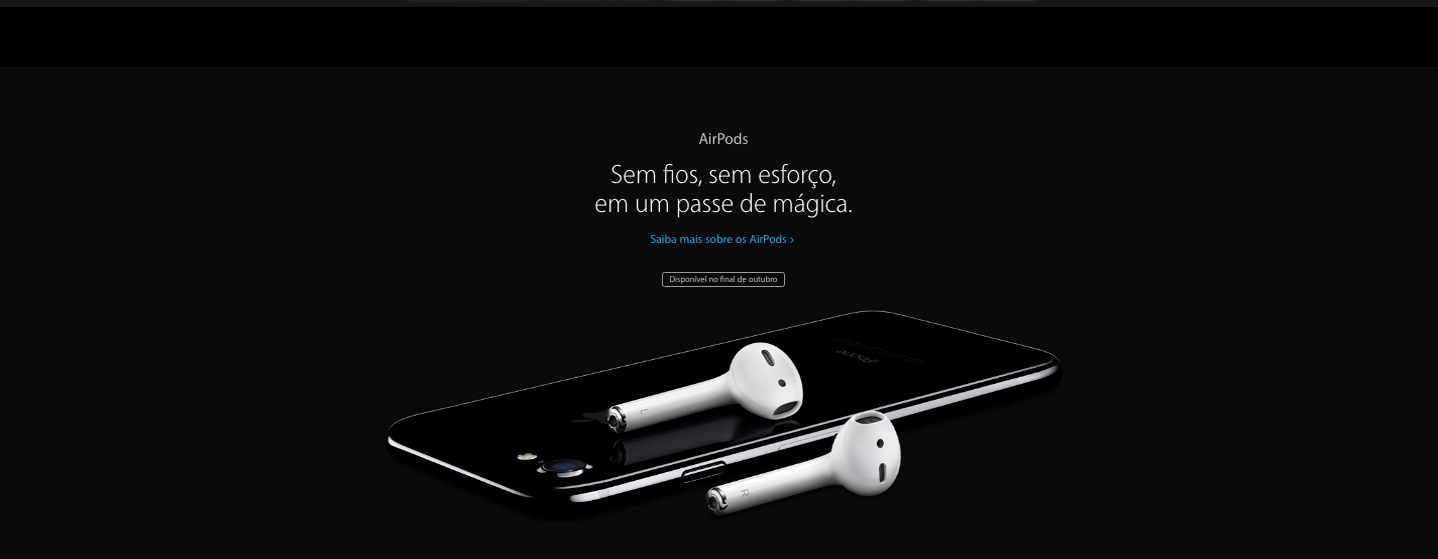 AirPods
Sem fios, sem esforço,
em um passe de mágica.
Saiba mais sobre os AirPods ›
Disponível no final de outubro
iPhone
L
R